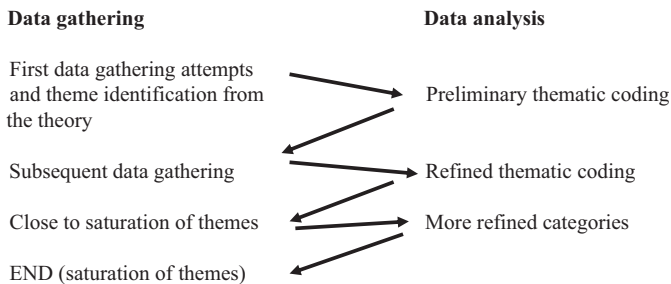 Data gathering
Data analysis
First data gathering attempts
and theme identification from
the theory
Preliminary thematic coding
Subsequent data gathering
Refined thematic coding
Close to saturation of themes
More refined categories
END (saturation of themes)